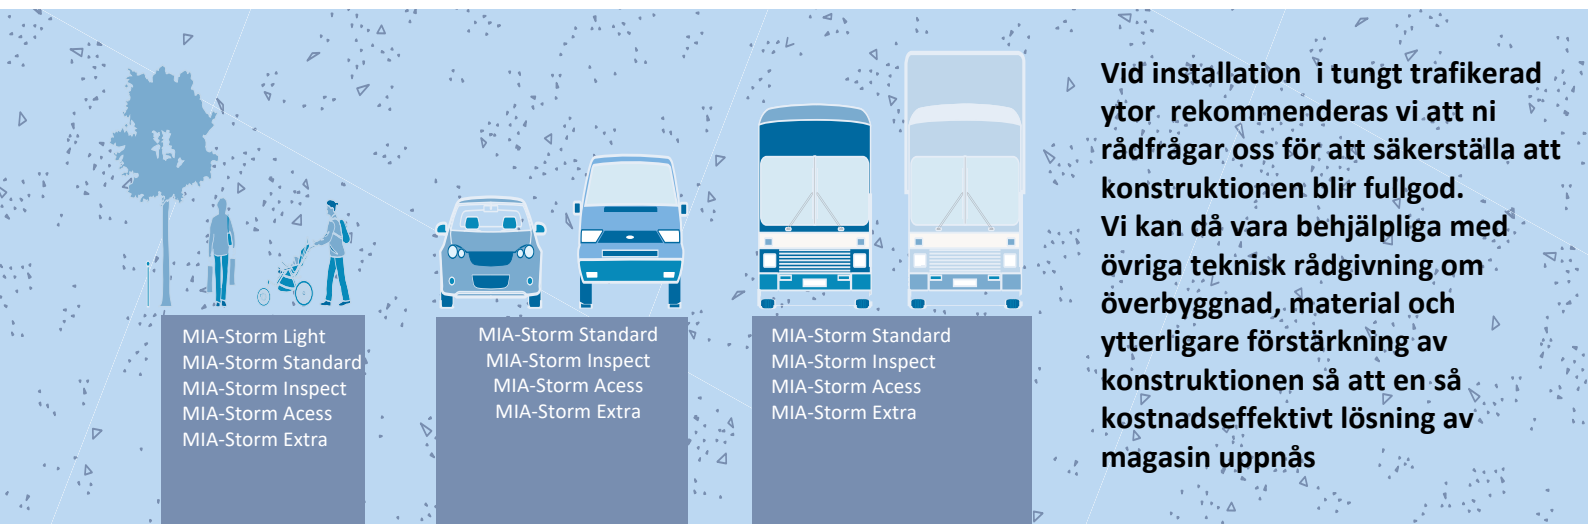 MIA-Storm Light
MIA-Storm Standard
MIA-Storm Inspect
MIA-Storm Acess
MIA-Storm Extra
MIA-Storm Standard
MIA-Storm Inspect
MIA-Storm Acess
MIA-Storm Extra
MIA-Storm Standard
MIA-Storm Inspect
MIA-Storm Acess
MIA-Storm Extra
Vid installation i tungt trafikerad
ytor rekommenderas vi att ni
rådfrågar oss för att säkerställa att
konstruktionen blir fullgod.
Vi kan då vara behjälpliga med
övriga teknisk rådgivning om
överbyggnad, material och
ytterligare förstärkning av
konstruktionen så att en så
kostnadseffektivt lösning av
magasin uppnås